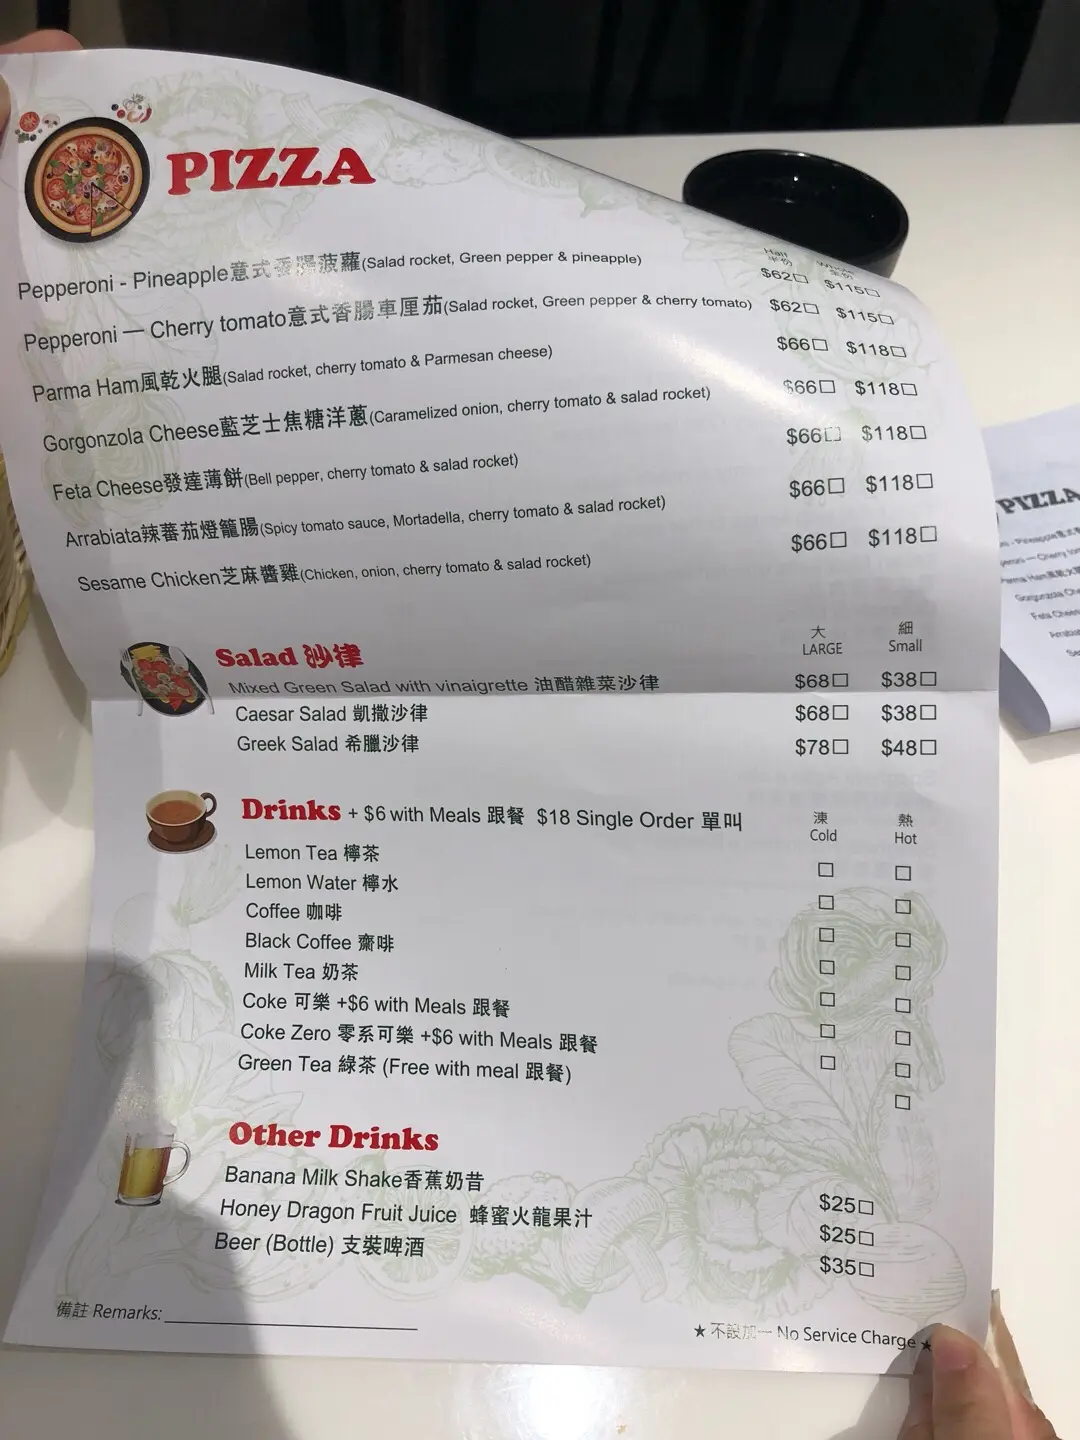 PIZZA
Half Whole
半份 全份
Pepperoni - Pineapple意式香腸菠蘿(Salad rocket, Green pepper & pineapple) $62☐ $115☐
Pepperoni — Cherry tomato意式香腸車厘茄(Salad rocket, Green pepper & cherry tomato) $62☐ $115☐
Parma Ham風乾火腿(Salad rocket, cherry tomato & Parmesan cheese) $66☐ $118☐
Gorgonzola Cheese藍芝士焦糖洋蔥(Caramelized onion, cherry tomato & salad rocket) $66☐ $118☐
Feta Cheese發達薄餅(Bell pepper, cherry tomato & salad rocket) $66☐ $118☐
Arrabiata辣蕃茄燈籠腸(Spicy tomato sauce, Mortadella, cherry tomato & salad rocket) $66☐ $118☐
Sesame Chicken芝麻醬雞(Chicken, onion, cherry tomato & salad rocket) $66☐ $118☐
大 細
Salad 沙律 LARGE Small
Mixed Green Salad with vinaigrette 油醋雜菜沙律 $68☐ $38☐
Caesar Salad 凱撒沙律 $68☐ $38☐
Greek Salad 希臘沙律 $78☐ $48☐
Drinks + $6 with Meals 跟餐 $18 Single Order 單叫 凍 熱
Cold Hot
Lemon Tea 檸茶 ☐ ☐
Lemon Water 檸水 ☐ ☐
Coffee 咖啡 ☐ ☐
Black Coffee 齋啡 ☐ ☐
Milk Tea 奶茶 ☐ ☐
Coke 可樂 +$6 with Meals 跟餐 ☐ ☐
Coke Zero 零系可樂 +$6 with Meals 跟餐 ☐ ☐
Green Tea 綠茶 (Free with meal 跟餐) ☐
Other Drinks
Banana Milk Shake香蕉奶昔 $25☐
Honey Dragon Fruit Juice 蜂蜜火龍果汁 $25☐
Beer (Bottle) 支裝啤酒 $35☐
備註 Remarks:
★ 不設加一 No Service Charge ★
PIZZA